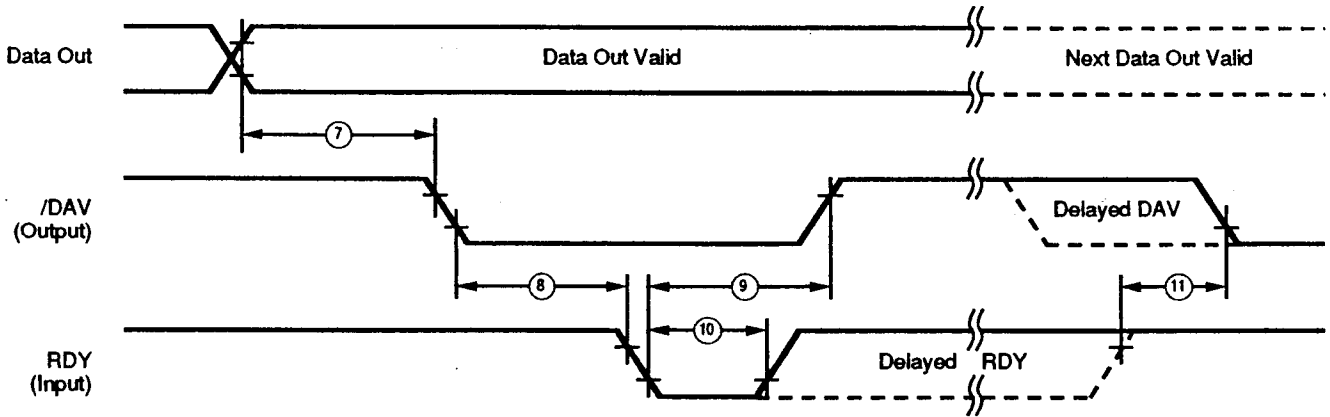 Data Out
Data Out Valid
Next Data Out Valid
7
/DAV
(Output)
Delayed DAV
8
9
11
10
RDY
(Input)
Delayed RDY